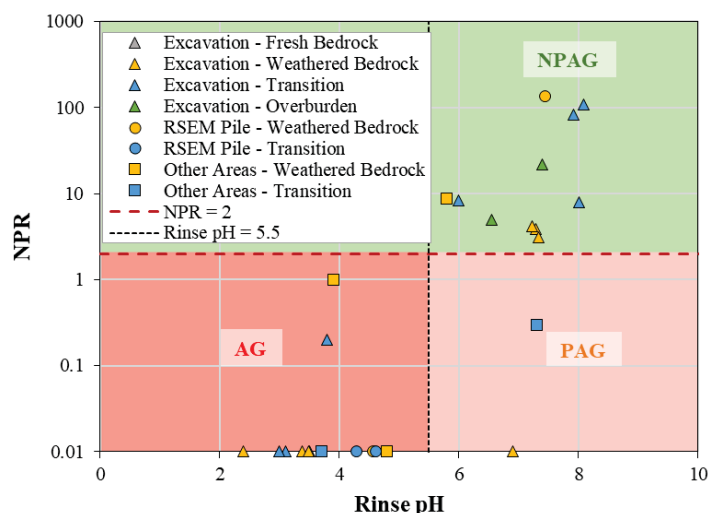 1000
100
10
1
0.1
0.01
NPR
Excavation - Fresh Bedrock
Excavation - Weathered Bedrock
Excavation - Transition
Excavation - Overburden
RSEM Pile - Weathered Bedrock
RSEM Pile - Transition
Other Areas - Weathered Bedrock
Other Areas - Transition
NPR = 2
Rinse pH = 5.5
NPAG
AG
PAG
0 2 4 6 8 10
Rinse pH